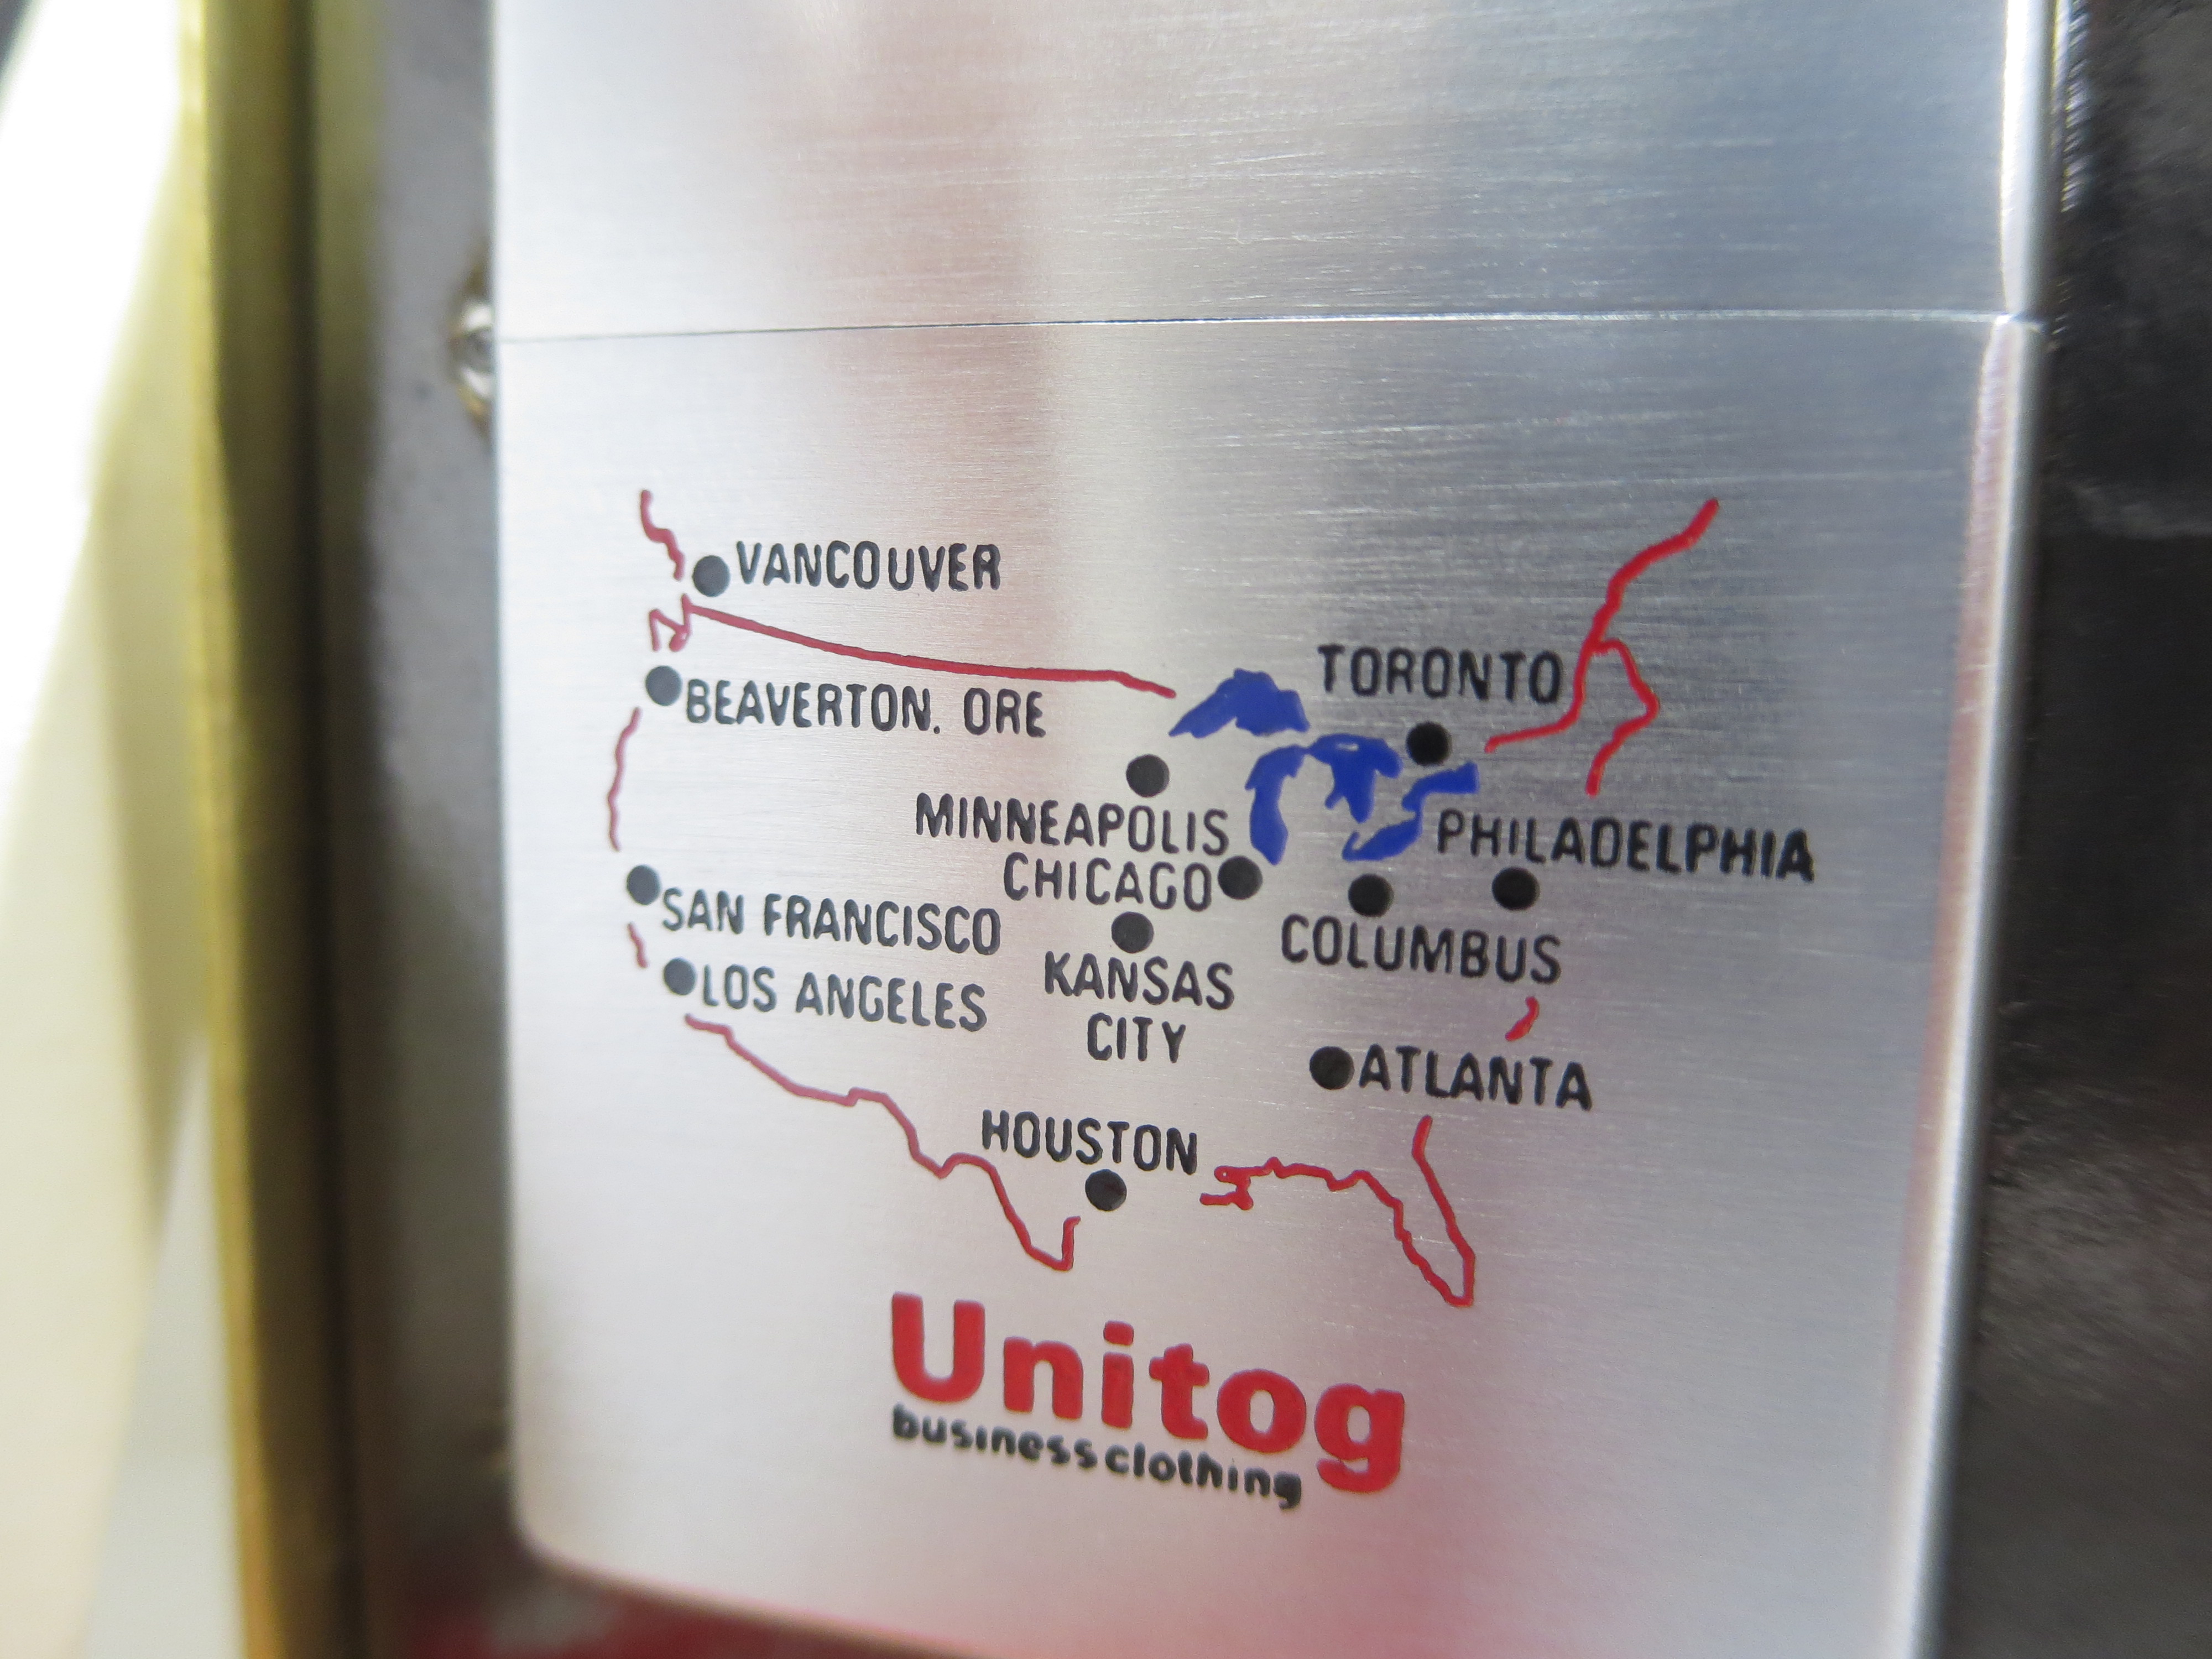 VANCOUVER
BEAVERTON. ORE
TORONTO
MINNEAPOLIS
PHILADELPHIA
CHICAGO
SAN FRANCISCO
COLUMBUS
KANSAS
CITY
LOS ANGELES
ATLANTA
HOUSTON
Unitog
business clothing